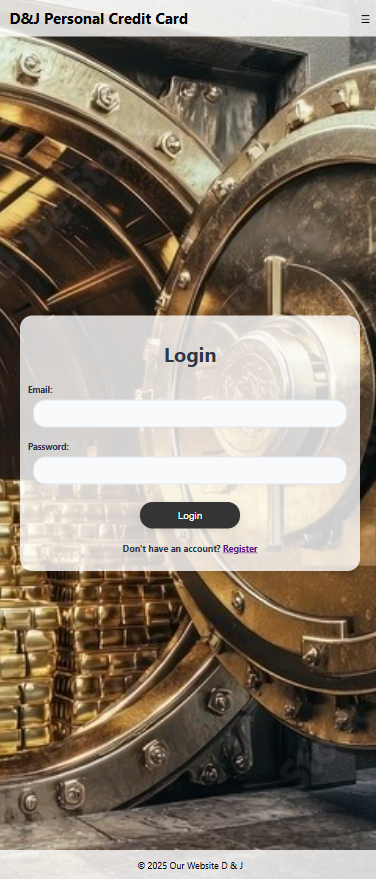 D&J Personal Credit Card
☰
Login
Email:
Password:
Login
Don't have an account? Register
© 2025 Our Website D & J